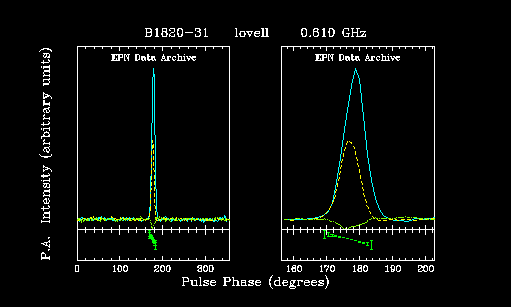 B1820-31 lovell 0.610 GHz
EPN Data Archive EPN Data Archive
P.A. Intensity (arbitrary units)
0 100 200 300 160 170 180 190 200
Pulse Phase (degrees)